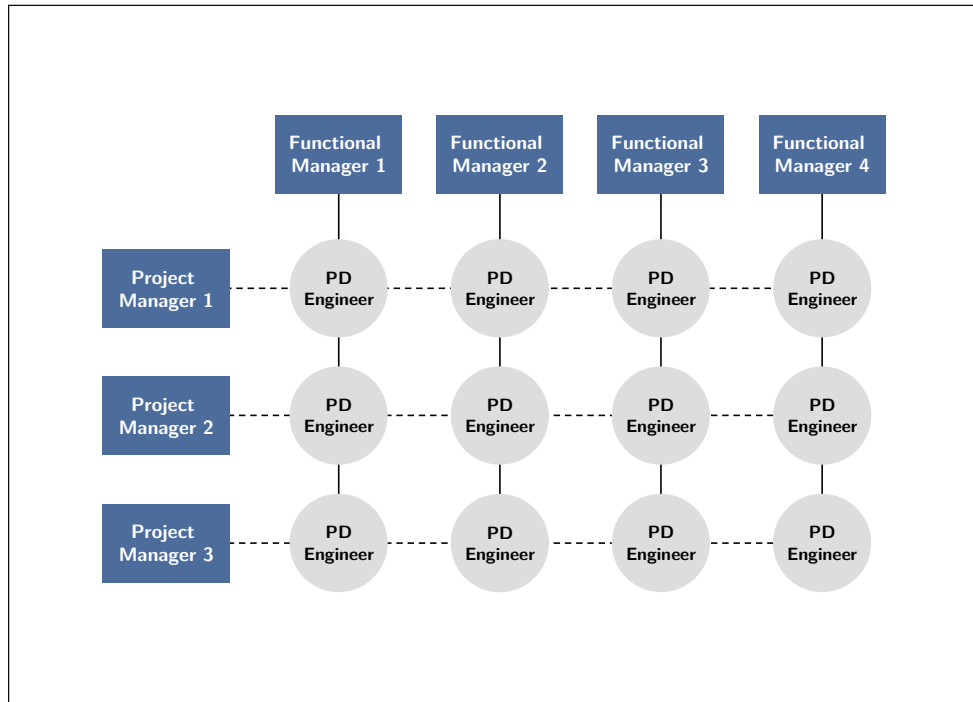 Functional
Manager 1
Functional
Manager 2
Functional
Manager 3
Functional
Manager 4
Project
Manager 1
PD
Engineer
PD
Engineer
PD
Engineer
PD
Engineer
Project
Manager 2
PD
Engineer
PD
Engineer
PD
Engineer
PD
Engineer
Project
Manager 3
PD
Engineer
PD
Engineer
PD
Engineer
PD
Engineer